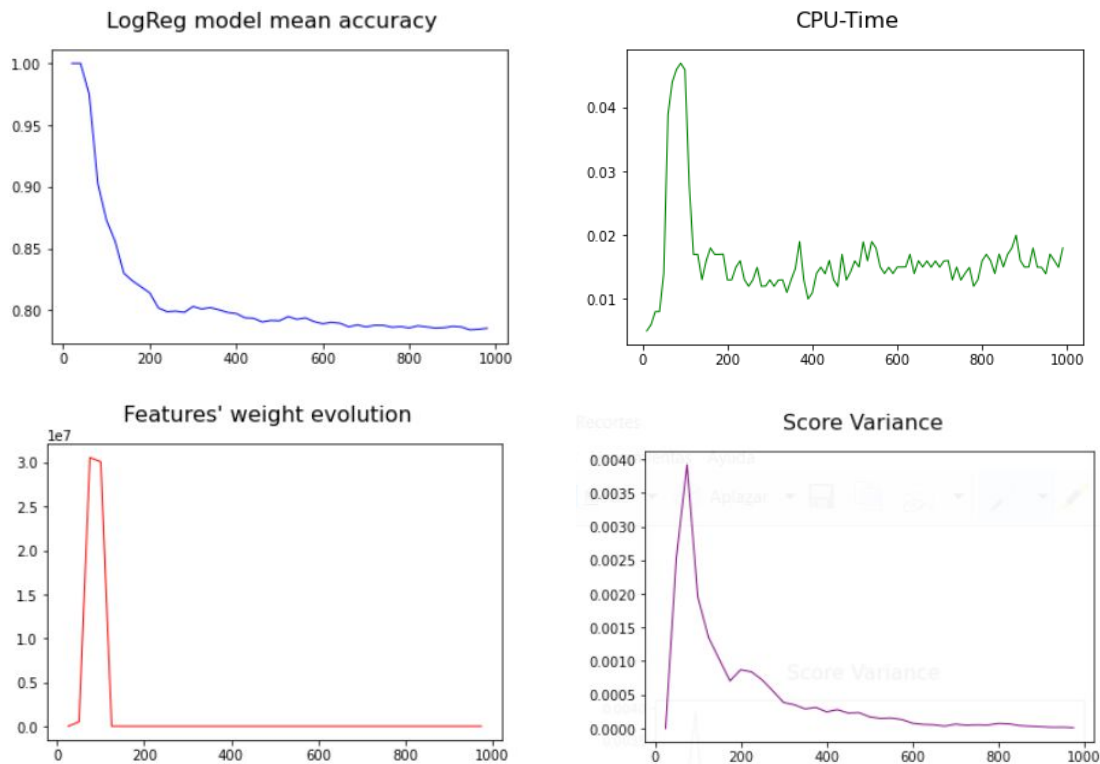 LogReg model mean accuracy
1.00
0.95
0.90
0.85
0.80
0 200 400 600 800 1000
CPU-Time
0.04
0.03
0.02
0.01
0 200 400 600 800 1000
Features' weight evolution
1e7
3.0
2.5
2.0
1.5
1.0
0.5
0.0
0 200 400 600 800 1000
Recortes
Score Variance
Ayuda
0.0040
0.0035
Aplazar
0.0030
0.0025
0.0020
0.0015
0.0010
Score Variance
0.0005
0.0000
0 200 400 600 800 1000